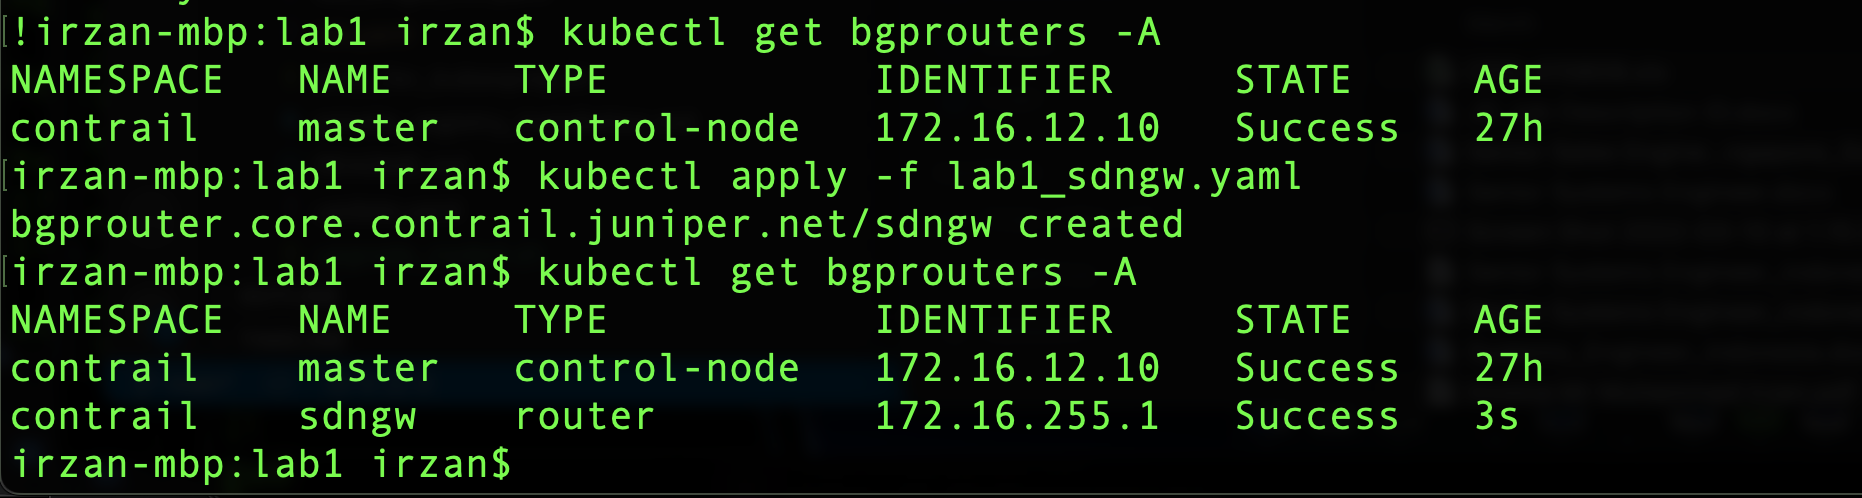 !irzan-mbp:lab1 irzan$ kubectl get bgprouters -A
NAMESPACE   NAME     TYPE           IDENTIFIER     STATE     AGE
contrail    master   control-node   172.16.12.10   Success   27h
irzan-mbp:lab1 irzan$ kubectl apply -f lab1_sdngw.yaml
bgprouter.core.contrail.juniper.net/sdngw created
irzan-mbp:lab1 irzan$ kubectl get bgprouters -A
NAMESPACE   NAME     TYPE           IDENTIFIER     STATE     AGE
contrail    master   control-node   172.16.12.10   Success   27h
contrail    sdngw    router         172.16.255.1   Success   3s
irzan-mbp:lab1 irzan$